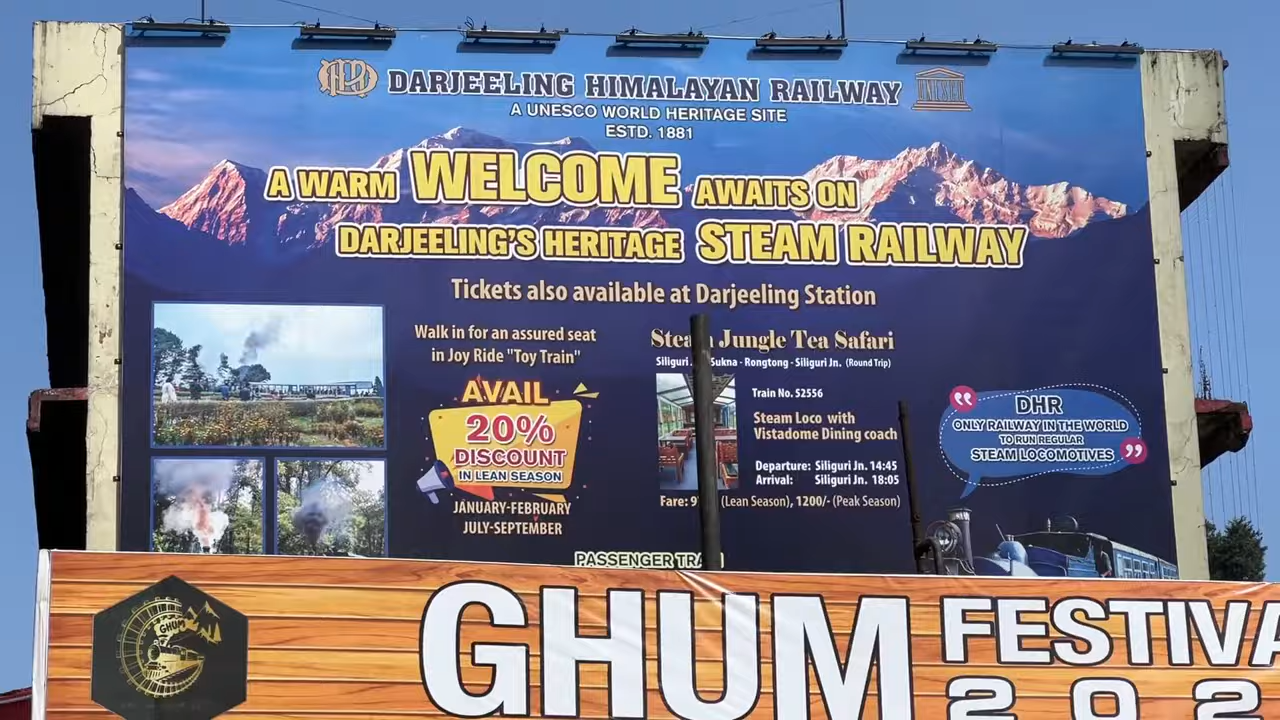 DHR DARJEELING HIMALAYAN RAILWAY UNESCO
A UNESCO WORLD HERITAGE SITE
ESTD. 1881
A WARM WELCOME AWAITS ON
DARJEELING'S HERITAGE STEAM RAILWAY
Tickets also available at Darjeeling Station
Walk in for an assured seat
in Joy Ride "Toy Train"
AVAIL
20%
DISCOUNT
IN LEAN SEASON
JANUARY-FEBRUARY
JULY-SEPTEMBER
Jungle Tea Safari
Siliguri Sukna - Rongtong - Siliguri Jn. (Round Trip)
Train No. 52556
Steam Loco with
Vistadome Dining coach
Departure: Siliguri Jn. 14:45
Arrival: Siliguri Jn. 18:05
Fare: (Lean Season), 1200/- (Peak Season)
DHR
ONLY RAILWAY IN THE WORLD
TO RUN REGULAR
STEAM LOCOMOTIVES
PASSENGER
GHUM
GHUM FESTIVA
202